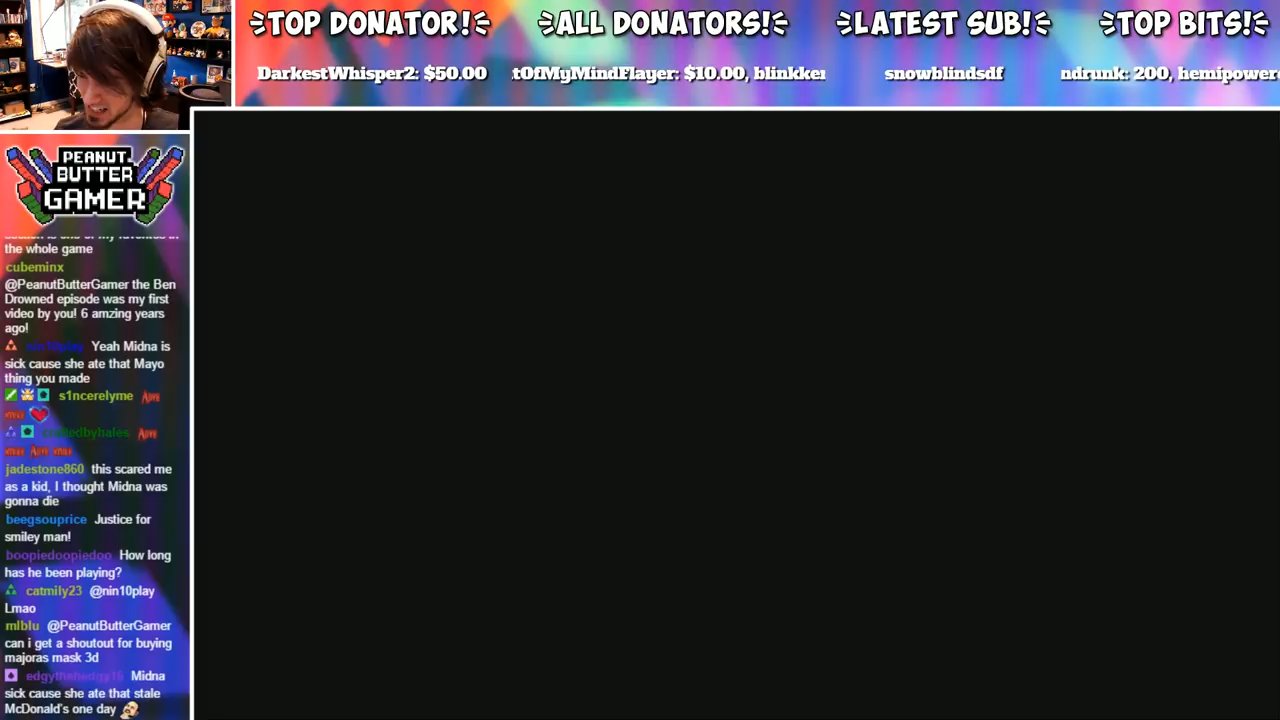 TOP DONATOR! ALL DONATORS! LATEST SUB! TOP BITS!
DarkestWhisper2: $50.00 tOfMyMindFlayer: $10.00, blinkker snowblindsdf ndrunk: 200, hemipower
PEANUT
BUTTER
GAMER
the whole game
cubeminx
@PeanutButterGamer the Ben
Drowned episode was my first
video by you! 6 amzing years
ago!
nin10play Yeah Midna is
sick cause she ate that Mayo
thing you made
s1ncerelyme
jadestone860 this scared me
as a kid, I thought Midna was
gonna die
beegsouprice Justice for
smiley man!
boopiedoopiedoo How long
has he been playing?
catmily23 @nin10play
Lmao
mlblu @PeanutButterGamer
can i get a shoutout for buying
majoras mask 3d
Midna
sick cause she ate that stale
McDonald's one day